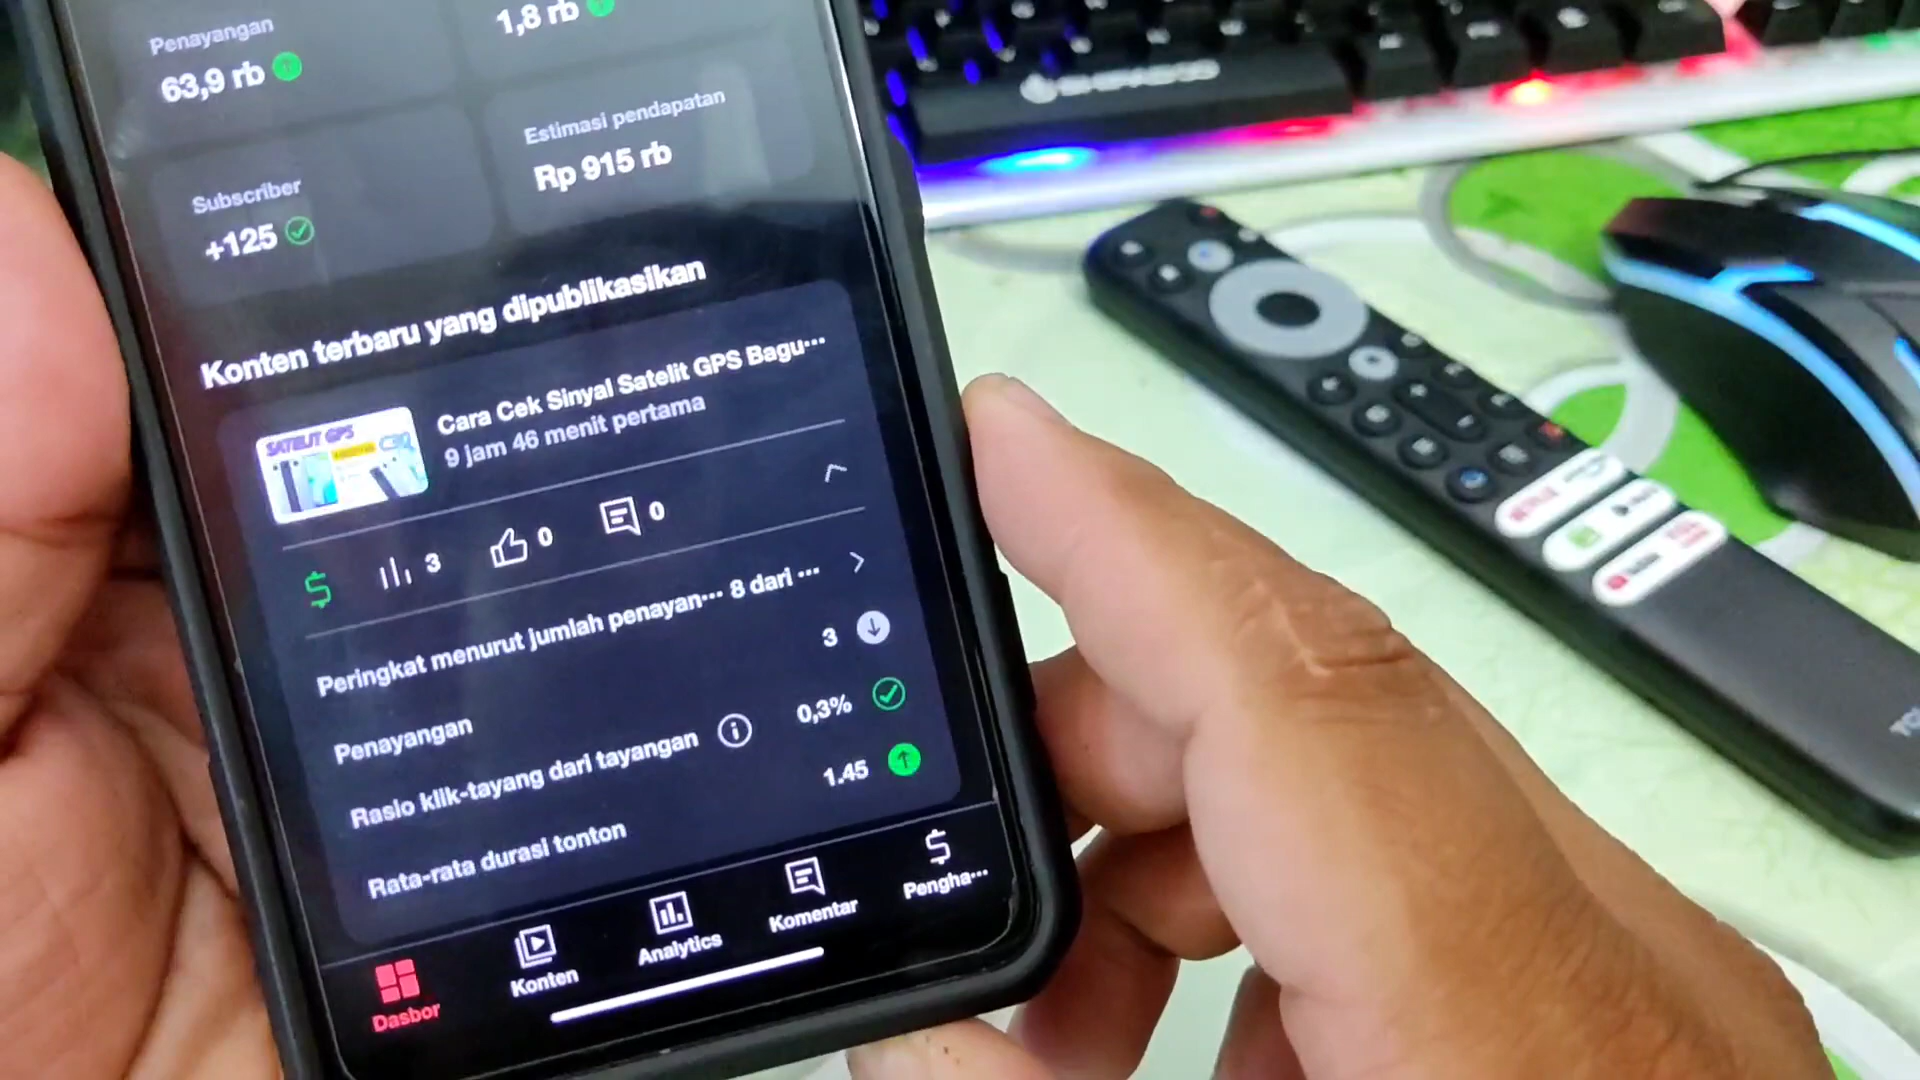 Penayangan
63,9 rb
1,8 rb
Subscriber
+125
Estimasi pendapatan
Rp 915 rb
Konten terbaru yang dipublikasikan
SATELIT GPS
Cara Cek Sinyal Satelit GPS Bagu...
9 jam 46 menit pertama
3
0
0
Peringkat menurut jumlah penayan... 8 dari ...
Penayangan
3
Rasio klik-tayang dari tayangan
0,3%
Rata-rata durasi tonton
1.45
Dasbor
Konten
Analytics
Komentar
Pengha...